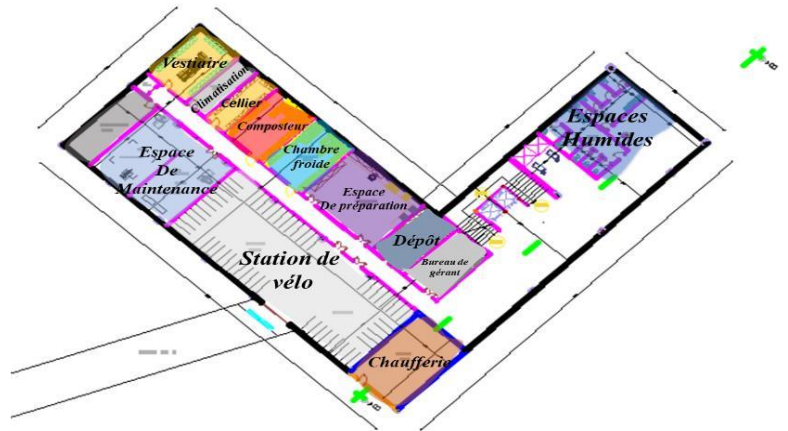 Vestiaire
Climatisation
Cellier
Composteur
Chambre
froide
Espace
De préparation
Dépôt
Bureau de
gérant
Espaces
Humides
Espace
De
Maintenance
Station de
vélo
Chaufferie